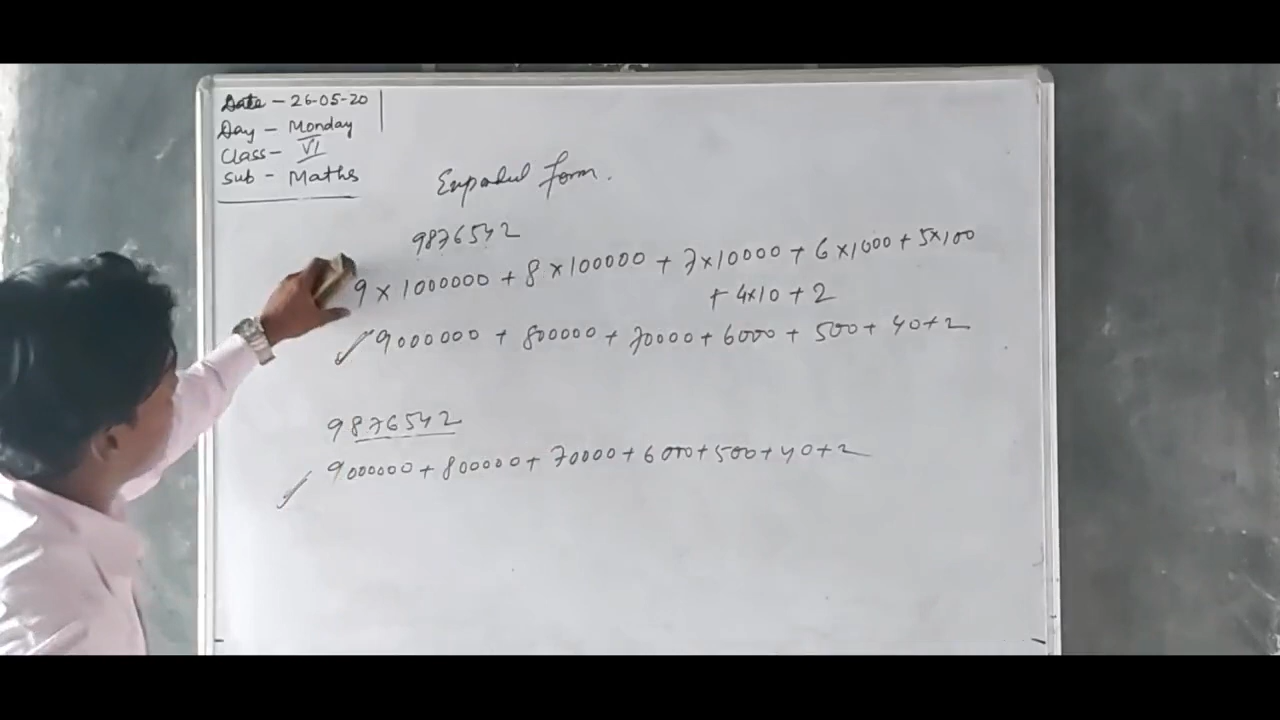 Date - 26-05-20
Day - Monday
Class - VI
Sub - Maths
Expanded form.
9876542
9 × 1000000 + 8 × 100000 + 7 × 10000 + 6 × 1000 + 5 × 100
+ 4 × 10 + 2
✓ 9000000 + 800000 + 70000 + 6000 + 500 + 40 + 2
9876542
✓ 9000000 + 800000 + 70000 + 6000 + 500 + 40 + 2